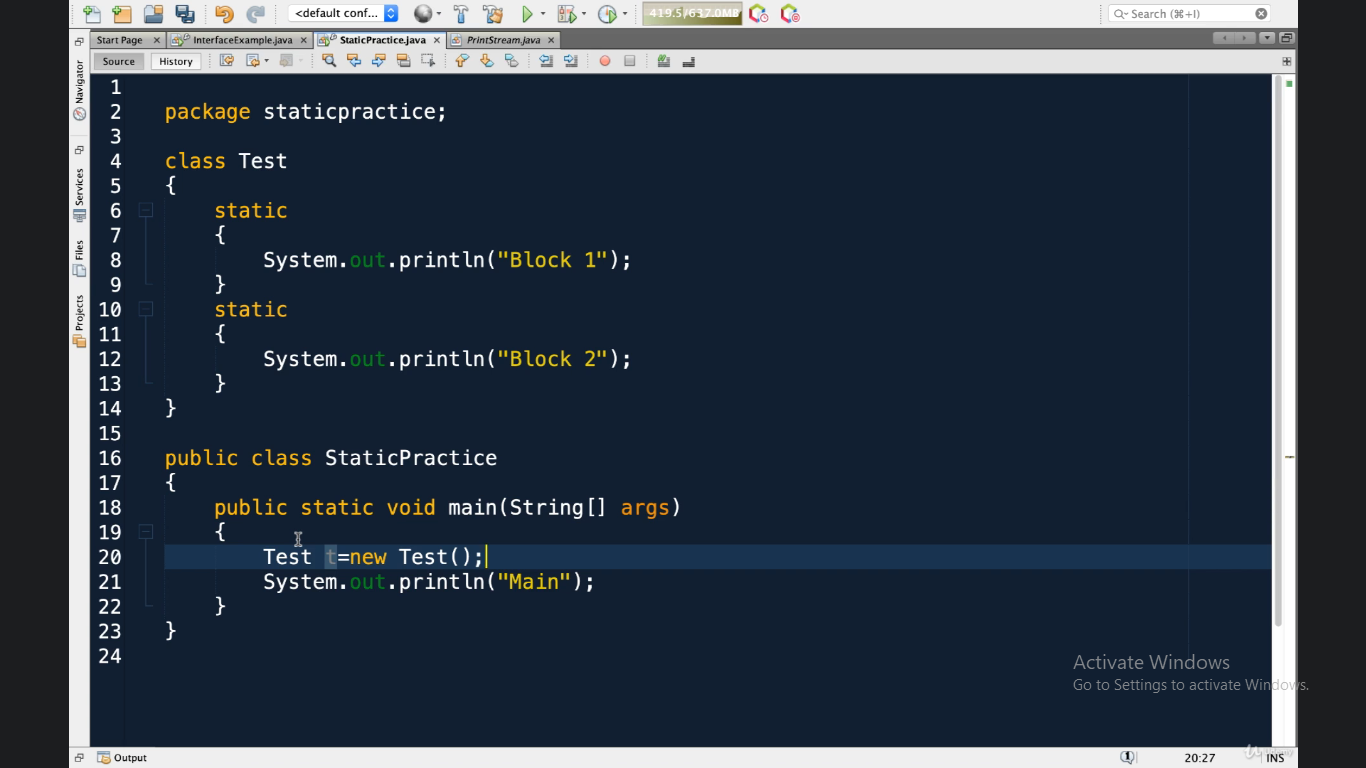 <default conf...
419.5/637.0MB
Search (⌘+I)
Start Page
InterfaceExample.java
StaticPractice.java
PrintStream.java
Source
History
Navigator
Services
Files
Projects
1
2 package staticpractice;
3
4 class Test
5 {
6 static
7 {
8 System.out.println("Block 1");
9 }
10 static
11 {
12 System.out.println("Block 2");
13 }
14 }
15
16 public class StaticPractice
17 {
18 public static void main(String[] args)
19 {
20 Test t=new Test();
21 System.out.println("Main");
22 }
23 }
24
Activate Windows
Go to Settings to activate Windows.
Output
1
20:27
INS